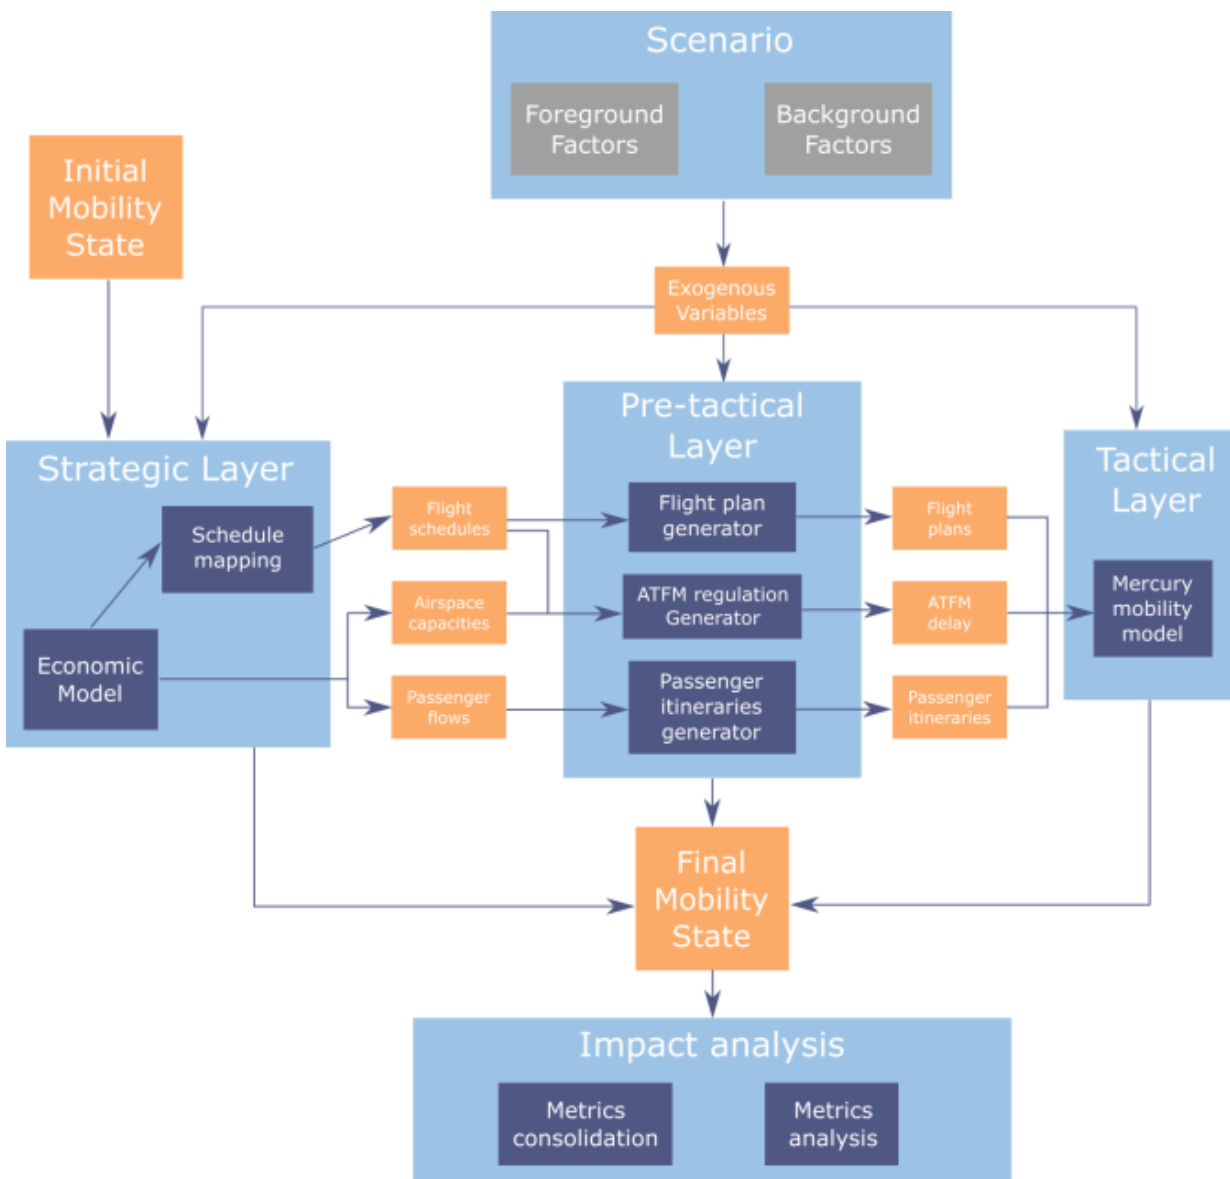 Scenario
Foreground
Factors
Background
Factors
Initial
Mobility
State
Exogenous
Variables
Strategic Layer
Schedule
mapping
Economic
Model
Flight
schedules
Airspace
capacities
Passenger
flows
Pre-tactical
Layer
Flight plan
generator
ATFM regulation
Generator
Passenger
itineraries
generator
Flight
plans
ATFM
delay
Passenger
itineraries
Tactical
Layer
Mercury
mobility
model
Final
Mobility
State
Impact analysis
Metrics
consolidation
Metrics
analysis